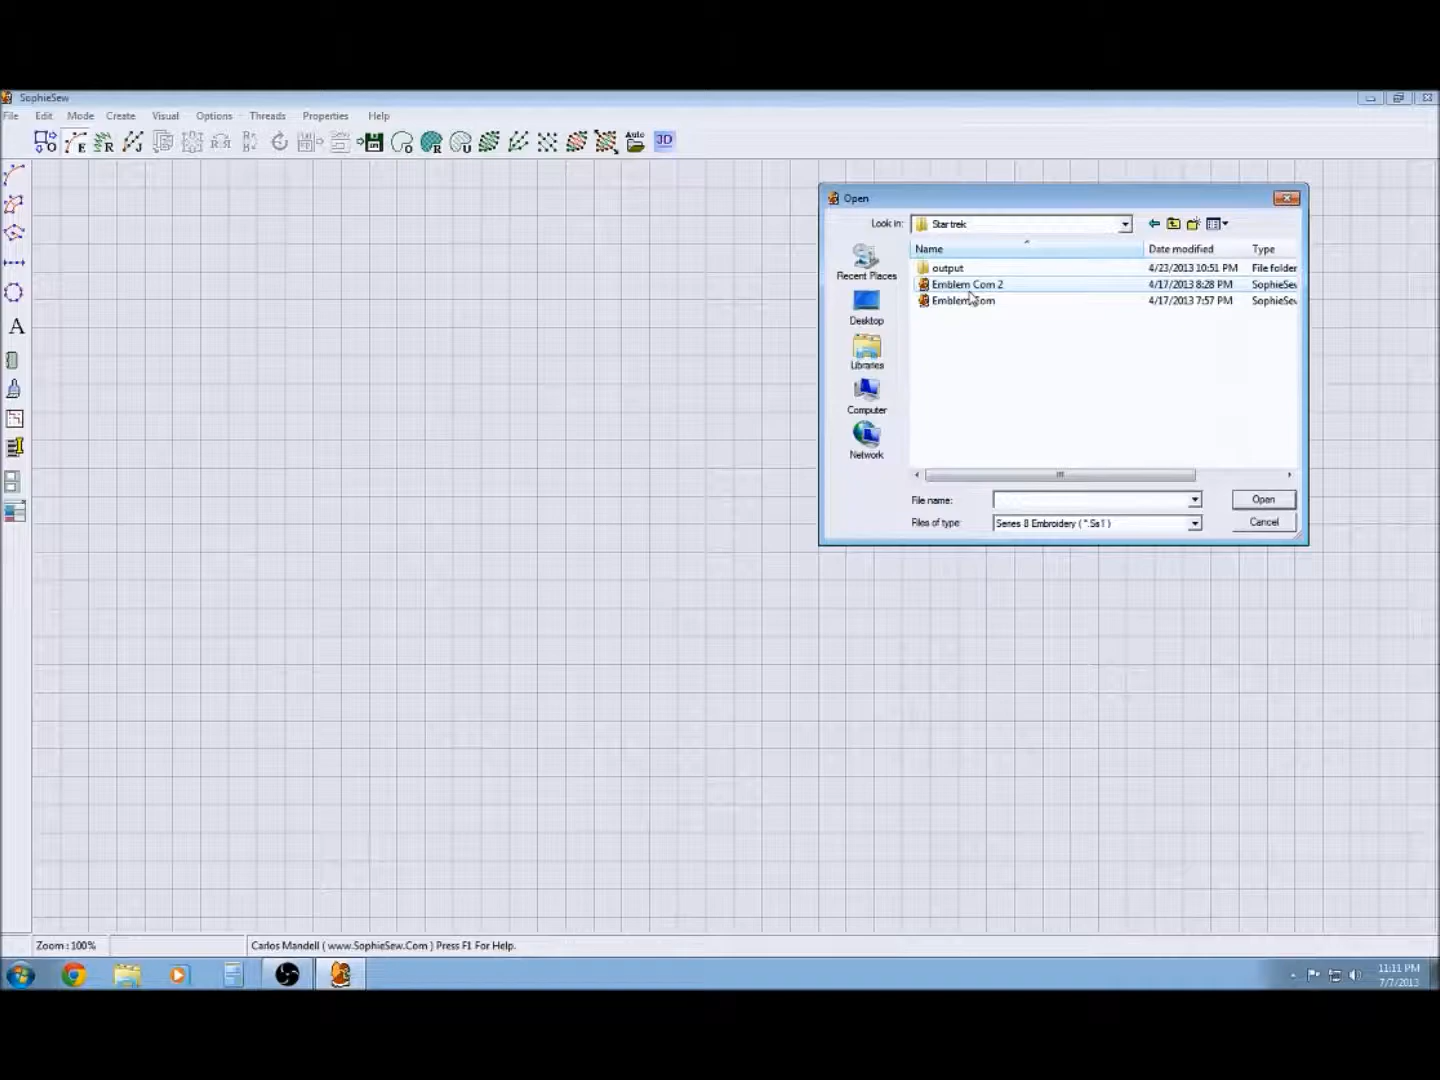 SophieSew
File Edit Mode Create Visual Options Threads Properties Help
O E R J O R U Auto 3D
A
Open
Look in: Startrek
Name Date modified Type
output 4/23/2013 10:51 PM File folder
Emblem Com 2 4/17/2013 8:28 PM SophieSew
Emblem Com 4/17/2013 7:57 PM SophieSew
Recent Places
Desktop
Libraries
Computer
Network
File name: Open
Files of type: Series 8 Embroidery ( *.Ss1 ) Cancel
Zoom : 100% Carlos Mandell ( www.SophieSew.Com ) Press F1 For Help.
11:11 PM
7/7/2013